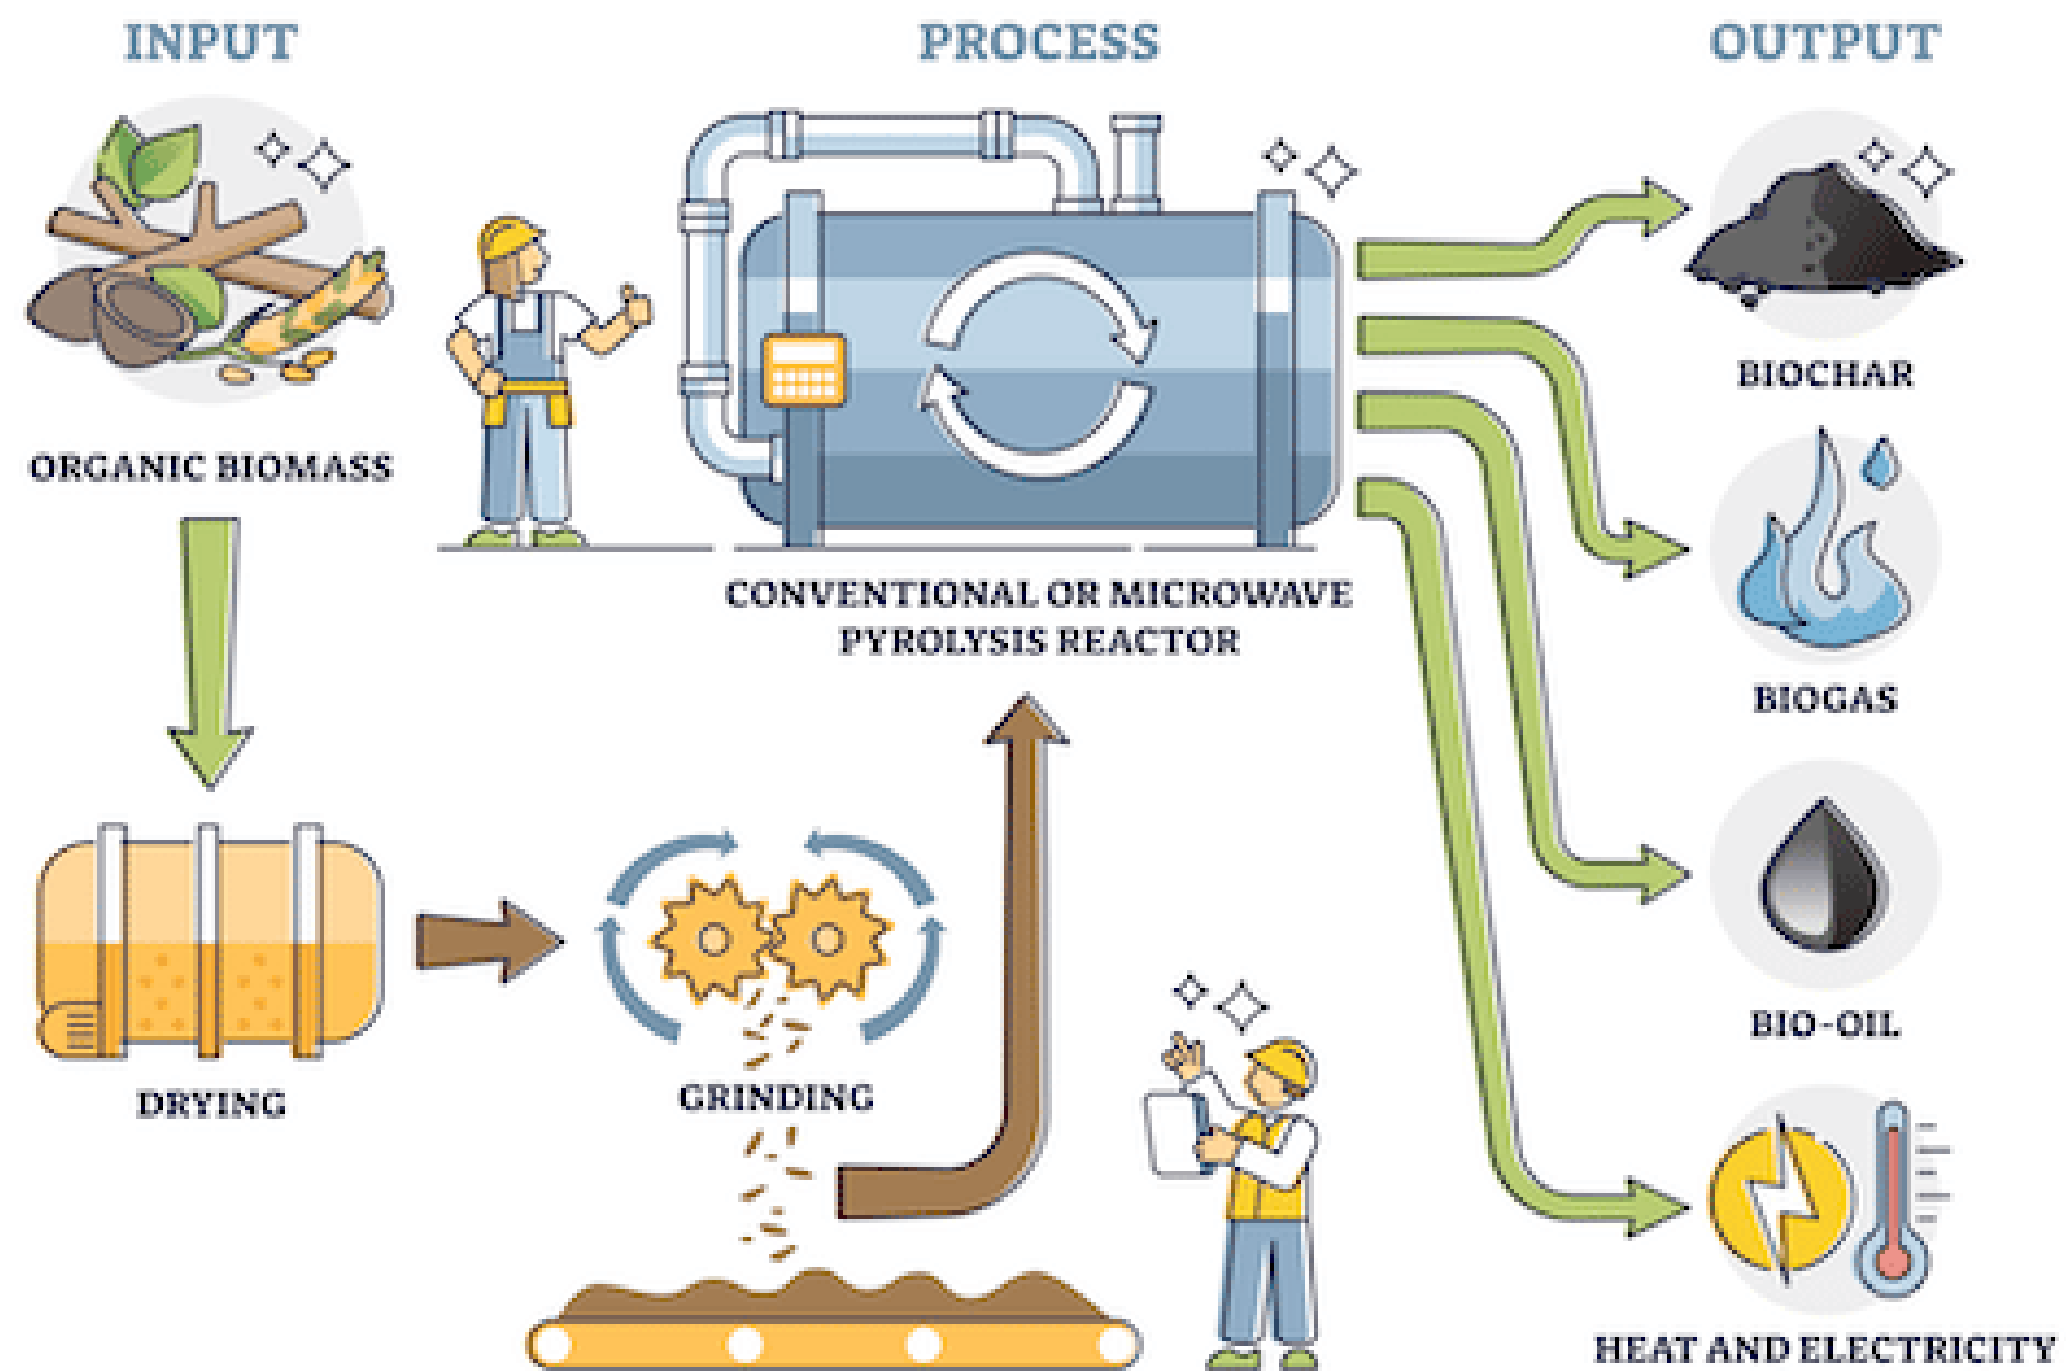 INPUT
PROCESS
OUTPUT
ORGANIC BIOMASS
CONVENTIONAL OR MICROWAVE
PYROLYSIS REACTOR
BIOCHAR
BIOGAS
BIO-OIL
DRYING
GRINDING
HEAT AND ELECTRICITY